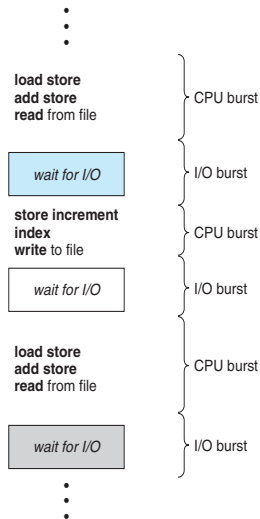 load store
add store
read from file
CPU burst
wait for I/O
I/O burst
store increment
index
write to file
CPU burst
wait for I/O
I/O burst
load store
add store
read from file
CPU burst
wait for I/O
I/O burst